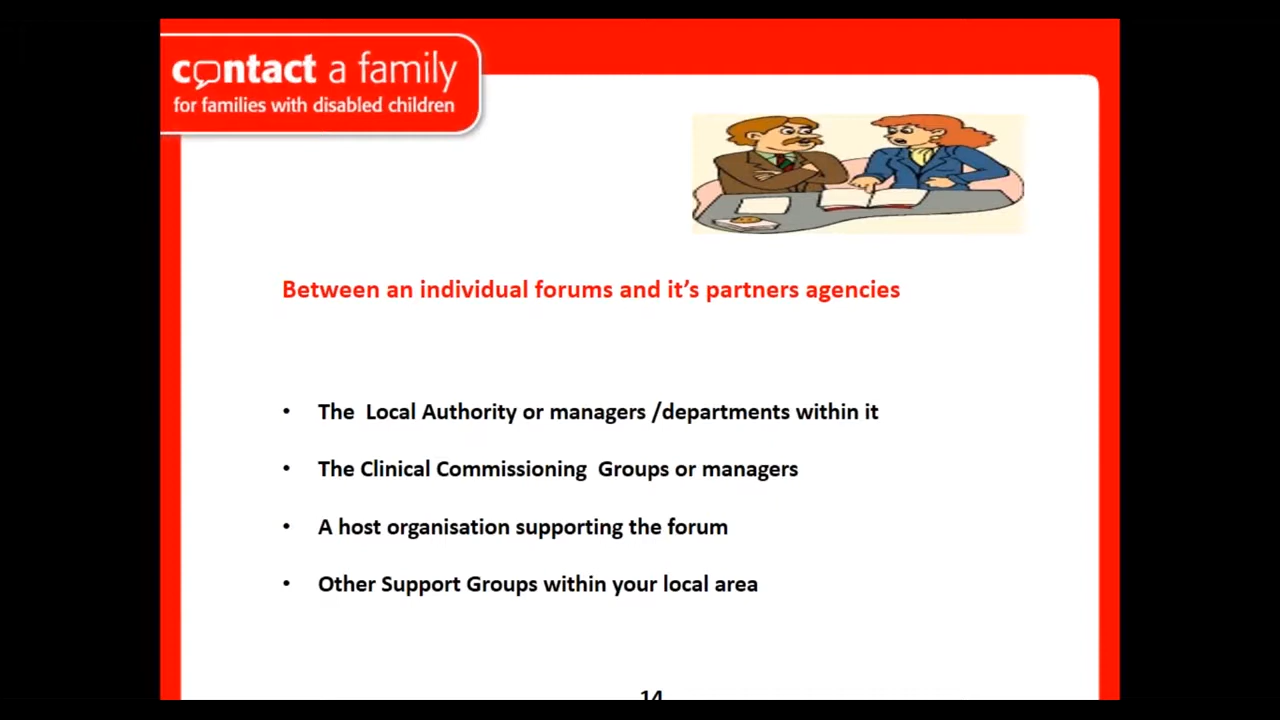 contact a family
for families with disabled children
Between an individual forums and it's partners agencies
• The Local Authority or managers /departments within it
• The Clinical Commissioning Groups or managers
• A host organisation supporting the forum
• Other Support Groups within your local area
14